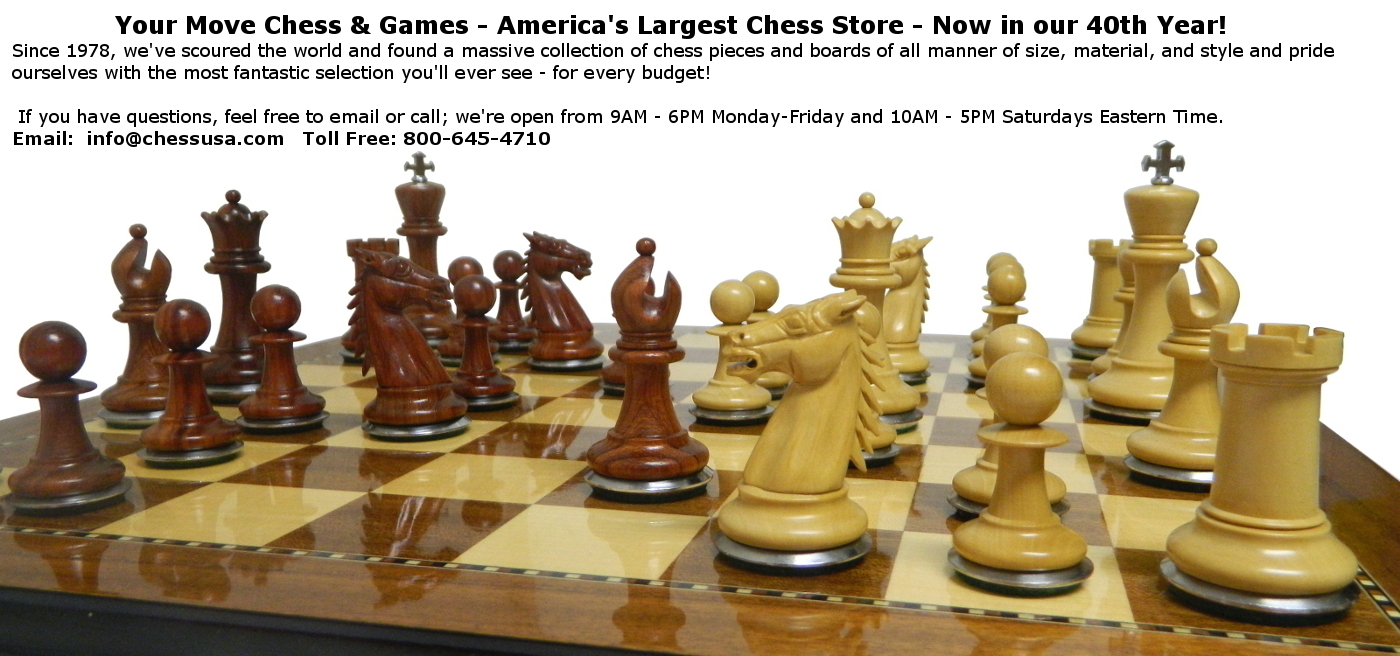 Your Move Chess & Games - America's Largest Chess Store - Now in our 40th Year!
Since 1978, we've scoured the world and found a massive collection of chess pieces and boards of all manner of size, material, and style and pride
ourselves with the most fantastic selection you'll ever see - for every budget!
If you have questions, feel free to email or call; we're open from 9AM - 6PM Monday-Friday and 10AM - 5PM Saturdays Eastern Time.
Email: info@chessusa.com Toll Free: 800-645-4710